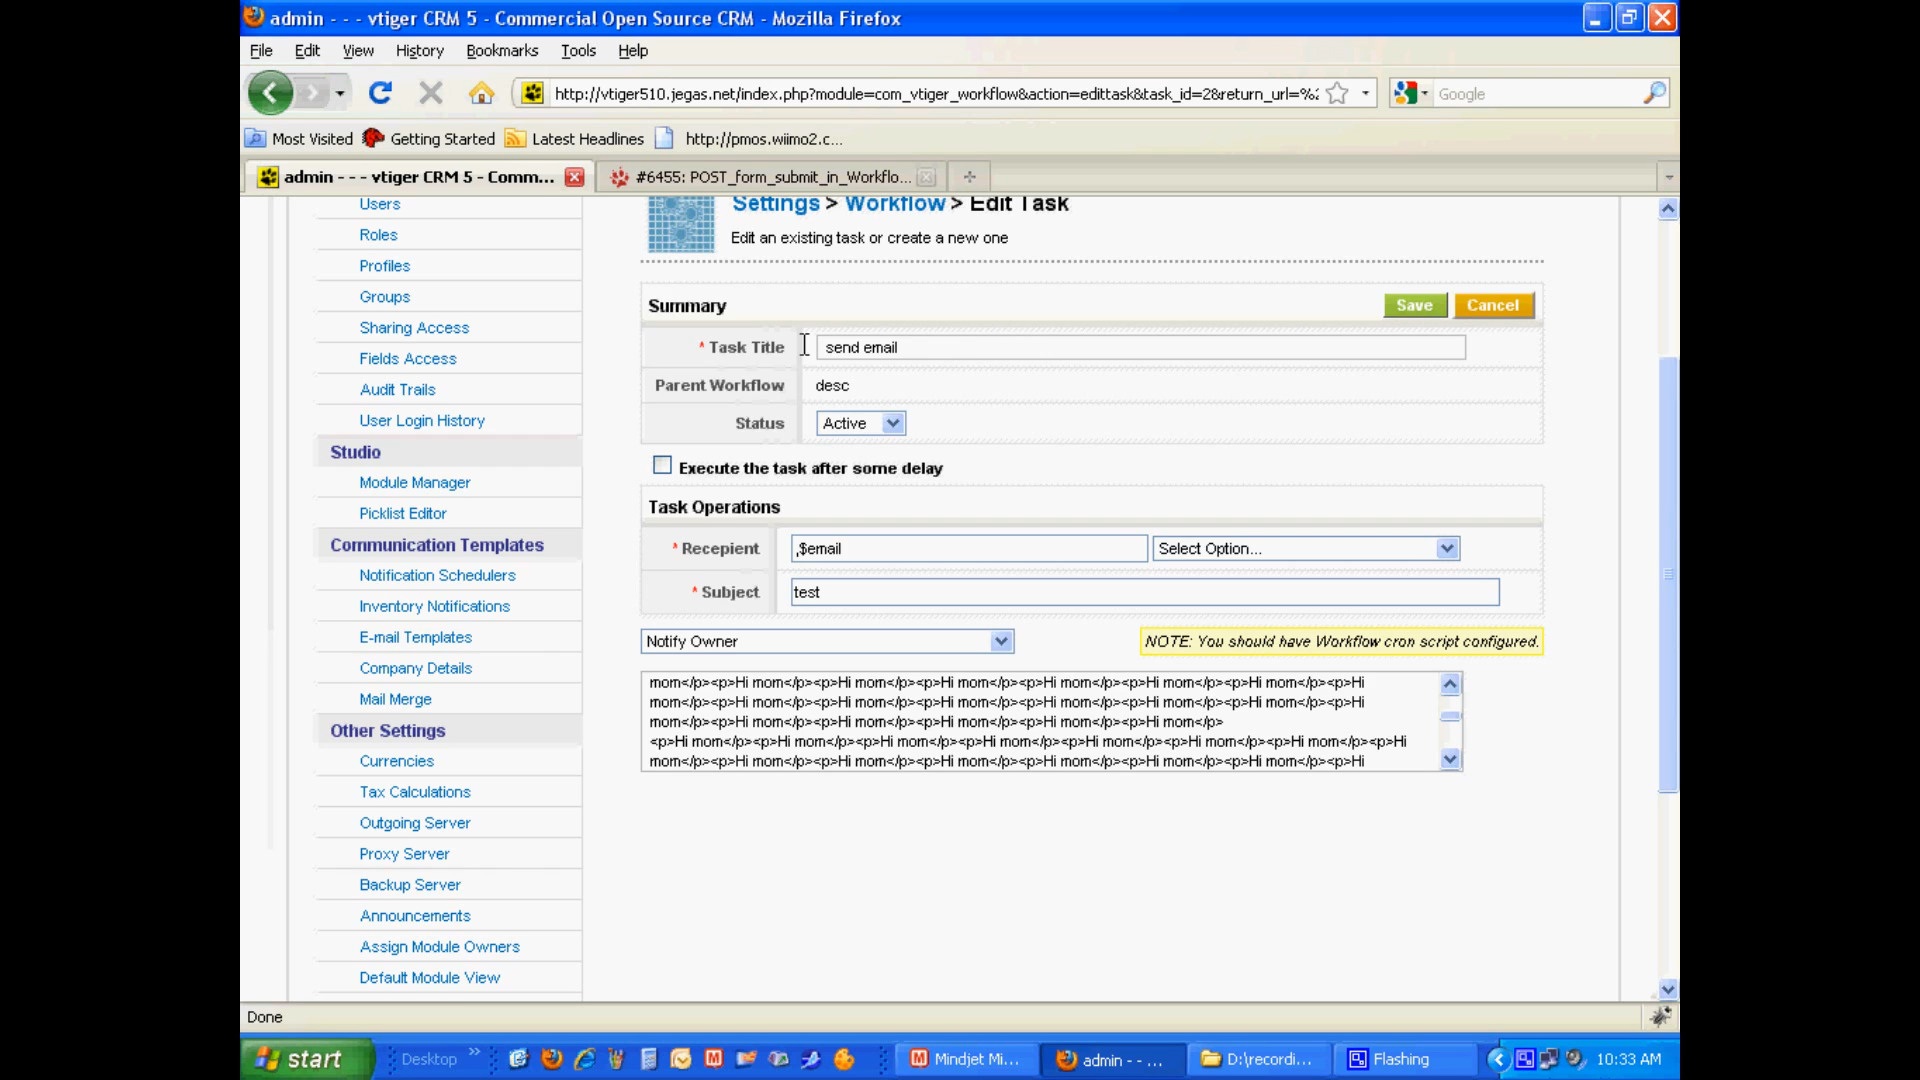 admin - - - vtiger CRM 5 - Commercial Open Source CRM - Mozilla Firefox
File Edit View History Bookmarks Tools Help
http://vtiger510.jegas.net/index.php?module=com_vtiger_workflow&action=edittask&task_id=2&return_url=%2 Google
Most Visited Getting Started Latest Headlines http://pmos.wiimo2.c...
admin - - - vtiger CRM 5 - Comm... #6455: POST_form_submit_in_Workflo...
Users
Roles
Profiles
Groups
Sharing Access
Fields Access
Audit Trails
User Login History
Studio
Module Manager
Picklist Editor
Communication Templates
Notification Schedulers
Inventory Notifications
E-mail Templates
Company Details
Mail Merge
Other Settings
Currencies
Tax Calculations
Outgoing Server
Proxy Server
Backup Server
Announcements
Assign Module Owners
Default Module View
Settings > Workflow > Edit Task
Edit an existing task or create a new one
Summary Save Cancel
* Task Title send email
Parent Workflow desc
Status Active
Execute the task after some delay
Task Operations
* Recepient ,$email Select Option...
* Subject test
Notify Owner NOTE: You should have Workflow cron script configured.
mom</p><p>Hi mom</p><p>Hi mom</p><p>Hi mom</p><p>Hi mom</p><p>Hi mom</p><p>Hi mom</p><p>Hi
mom</p><p>Hi mom</p><p>Hi mom</p><p>Hi mom</p><p>Hi mom</p><p>Hi mom</p><p>Hi mom</p><p>Hi
mom</p><p>Hi mom</p><p>Hi mom</p><p>Hi mom</p><p>Hi mom</p><p>Hi mom</p>
<p>Hi mom</p><p>Hi mom</p><p>Hi mom</p><p>Hi mom</p><p>Hi mom</p><p>Hi mom</p><p>Hi mom</p><p>Hi
mom</p><p>Hi mom</p><p>Hi mom</p><p>Hi mom</p><p>Hi mom</p><p>Hi mom</p><p>Hi mom</p><p>Hi
Done
start Desktop » Mindjet Mi... admin - - ... D:\recordi... Flashing 10:33 AM